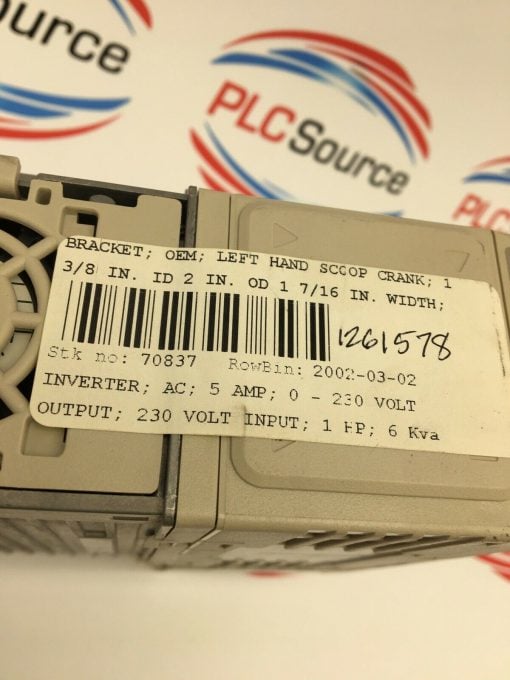 Source
PLCSource
BRACKET; OEM; LEFT HAND SCOOP CRANK; 1
3/8 IN. ID 2 IN. OD 1 7/16 IN. WIDTH;
1261578
Stk no: 70837 RowBin: 2002-03-02
INVERTER; AC; 5 AMP; 0 - 230 VOLT
OUTPUT; 230 VOLT INPUT; 1 HP; 6 Kva